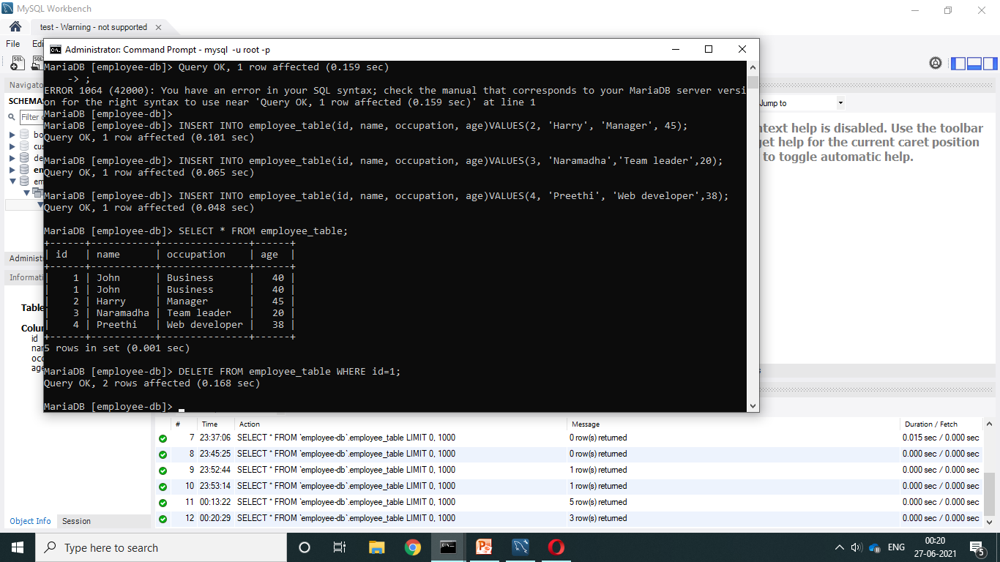 MySQL Workbench
test - Warning - not supported
File
Administrator: Command Prompt - mysql  -u root -p
MariaDB [employee-db]> Query OK, 1 row affected (0.159 sec)
    -> ;
ERROR 1064 (42000): You have an error in your SQL syntax; check the manual that corresponds to your MariaDB server versi
on for the right syntax to use near 'Query OK, 1 row affected (0.159 sec)' at line 1
MariaDB [employee-db]>
MariaDB [employee-db]> INSERT INTO employee_table(id, name, occupation, age)VALUES(2, 'Harry', 'Manager', 45);
Query OK, 1 row affected (0.101 sec)
MariaDB [employee-db]> INSERT INTO employee_table(id, name, occupation, age)VALUES(3, 'Naramadha','Team leader',20);
Query OK, 1 row affected (0.065 sec)
MariaDB [employee-db]> INSERT INTO employee_table(id, name, occupation, age)VALUES(4, 'Preethi', 'Web developer',38);
Query OK, 1 row affected (0.048 sec)
MariaDB [employee-db]> SELECT * FROM employee_table;
+------+-----------+---------------+------+
| id   | name      | occupation    | age  |
+------+-----------+---------------+------+
|    1 | John      | Business      |   40 |
|    1 | John      | Business      |   40 |
|    2 | Harry     | Manager       |   45 |
|    3 | Naramadha | Team leader   |   20 |
|    4 | Preethi   | Web developer |   38 |
+------+-----------+---------------+------+
5 rows in set (0.001 sec)
MariaDB [employee-db]> DELETE FROM employee_table WHERE id=1;
Query OK, 2 rows affected (0.168 sec)
MariaDB [employee-db]>
Jump to
ntext help is disabled. Use the toolbar
get help for the current caret position
to toggle automatic help.
Navigato
SCHEMA
Filter
Administ
Informati
Table
Colu
id
Object Info Session
# Time Action Message Duration / Fetch
7 23:37:06 SELECT * FROM `employee-db`.employee_table LIMIT 0, 1000 0 row(s) returned 0.015 sec / 0.000 sec
8 23:45:25 SELECT * FROM `employee-db`.employee_table LIMIT 0, 1000 0 row(s) returned 0.000 sec / 0.000 sec
9 23:52:44 SELECT * FROM `employee-db`.employee_table LIMIT 0, 1000 1 row(s) returned 0.000 sec / 0.000 sec
10 23:53:14 SELECT * FROM `employee-db`.employee_table LIMIT 0, 1000 1 row(s) returned 0.000 sec / 0.000 sec
11 00:13:22 SELECT * FROM `employee-db`.employee_table LIMIT 0, 1000 5 row(s) returned 0.000 sec / 0.000 sec
12 00:20:29 SELECT * FROM `employee-db`.employee_table LIMIT 0, 1000 3 row(s) returned 0.000 sec / 0.000 sec
Type here to search
ENG
00:20
27-06-2021
5